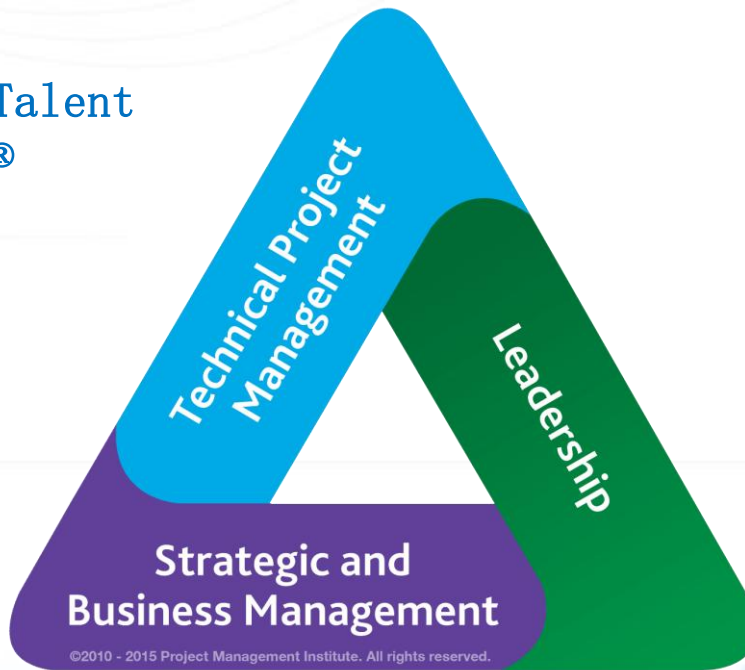 Talent
®
Technical Project
Management
Leadership
Strategic and
Business Management
©2010 - 2015 Project Management Institute. All rights reserved.